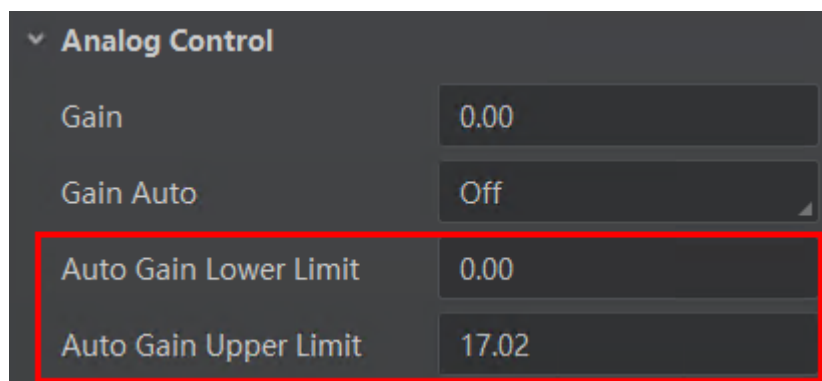 Analog Control
Gain 0.00
Gain Auto Off
Auto Gain Lower Limit 0.00
Auto Gain Upper Limit 17.02